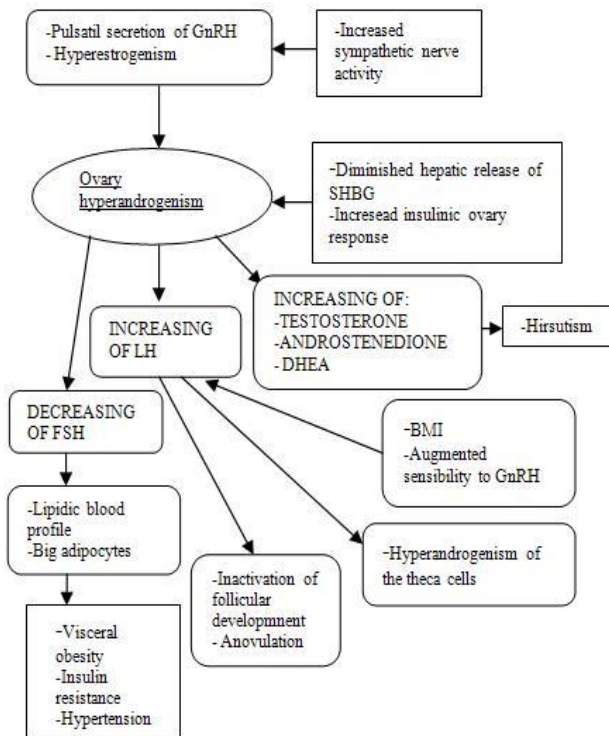 -Pulsatil secretion of GnRH
- Hyperestrogenism
-Increased
sympathetic nerve
activity
Ovary
hyperandrogenism
-Diminished hepatic release of
SHBG
-Incresead insulinic ovary
response
INCREASING OF:
-TESTOSTERONE
-ANDROSTENEDIONE
- DHEA
-Hirsutism
INCREASING
OF LH
DECREASING
OF FSH
-BMI
-Augmented
sensibility to GnRH
-Lipidic blood
profile
-Big adipocytes
-Hyperandrogenism of
the theca cells
-Inactivation of
follicular
developmnent
- Anovulation
-Visceral
obesity
-Insulin
resistance
-Hypertension